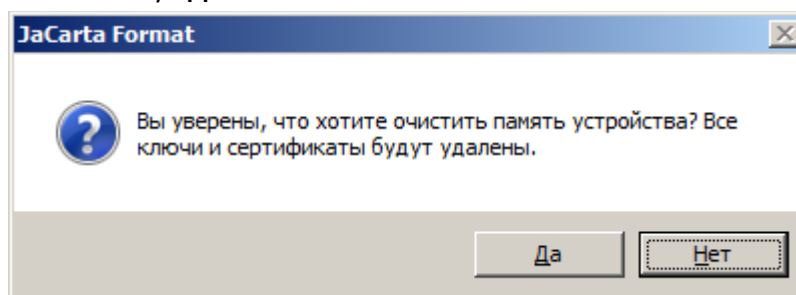 JaCarta Format
Вы уверены, что хотите очистить память устройства? Все
ключи и сертификаты будут удалены.
Да
Нет